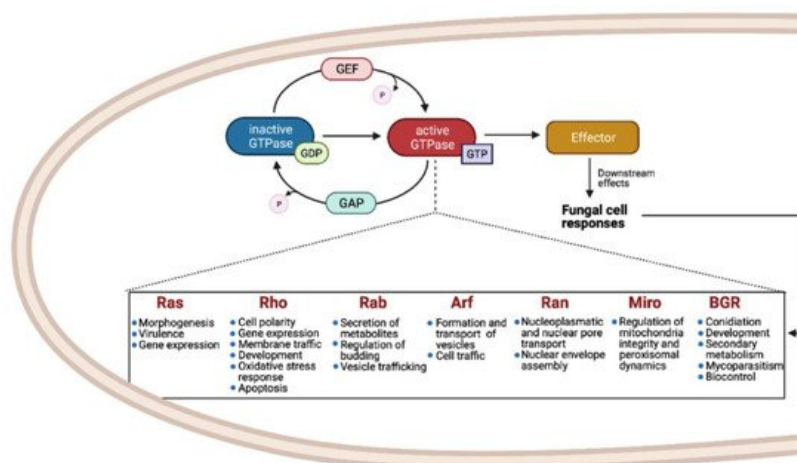 GEF
P
inactive
GTPase
GDP
active
GTPase
GTP
Effector
P
GAP
Downstream
effects
Fungal cell
responses
Ras
Morphogenesis
Virulence
Gene expression
Rho
Cell polarity
Gene expression
Membrane traffic
Development
Oxidative stress
response
Apoptosis
Rab
Secretion of
metabolites
Regulation of
budding
Vesicle trafficking
Arf
Formation and
transport of
vesicles
Cell traffic
Ran
Nucleoplasmatic
and nuclear pore
transport
Nuclear envelope
assembly
Miro
Regulation of
mitochondria
integrity and
peroxisomal
dynamics
BGR
Conidiation
Development
Secondary
metabolism
Mycoparasitism
Biocontrol